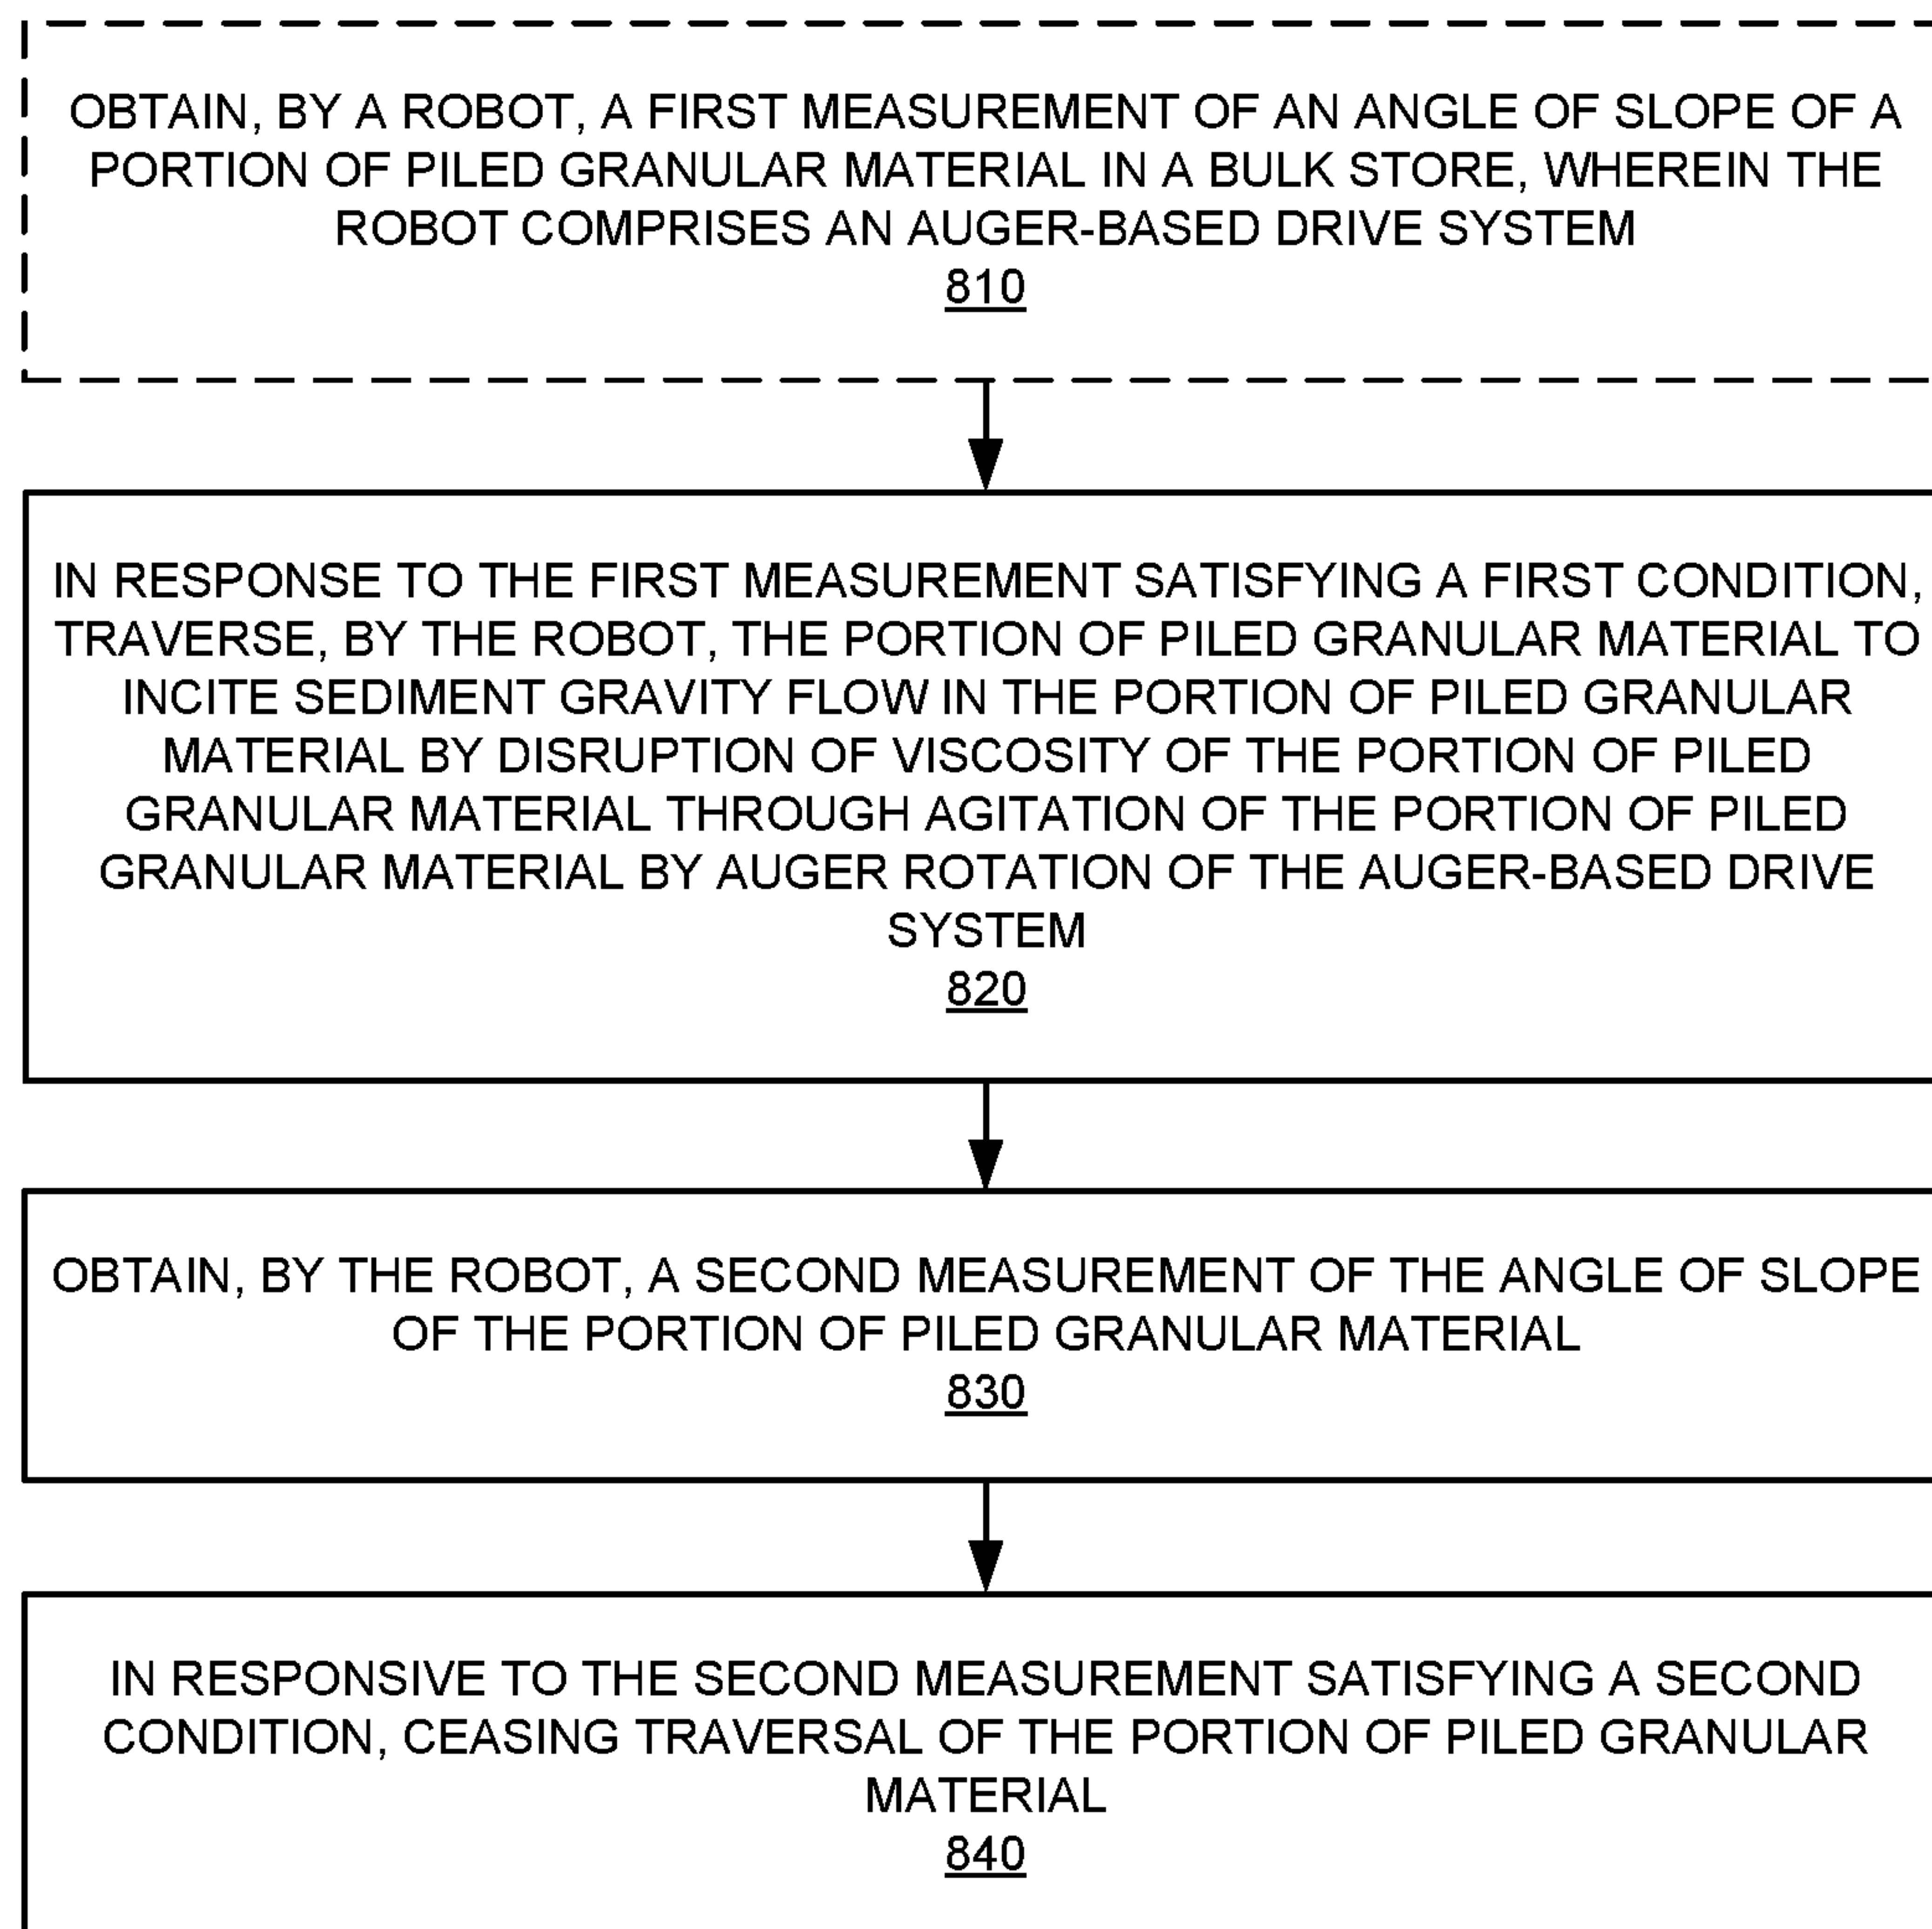 OBTAIN, BY A ROBOT, A FIRST MEASUREMENT OF AN ANGLE OF SLOPE OF A
PORTION OF PILED GRANULAR MATERIAL IN A BULK STORE, WHEREIN THE
ROBOT COMPRISES AN AUGER-BASED DRIVE SYSTEM
810
IN RESPONSE TO THE FIRST MEASUREMENT SATISFYING A FIRST CONDITION,
TRAVERSE, BY THE ROBOT, THE PORTION OF PILED GRANULAR MATERIAL TO
INCITE SEDIMENT GRAVITY FLOW IN THE PORTION OF PILED GRANULAR
MATERIAL BY DISRUPTION OF VISCOSITY OF THE PORTION OF PILED
GRANULAR MATERIAL THROUGH AGITATION OF THE PORTION OF PILED
GRANULAR MATERIAL BY AUGER ROTATION OF THE AUGER-BASED DRIVE
SYSTEM
820
OBTAIN, BY THE ROBOT, A SECOND MEASUREMENT OF THE ANGLE OF SLOPE
OF THE PORTION OF PILED GRANULAR MATERIAL
830
IN RESPONSIVE TO THE SECOND MEASUREMENT SATISFYING A SECOND
CONDITION, CEASING TRAVERSAL OF THE PORTION OF PILED GRANULAR
MATERIAL
840